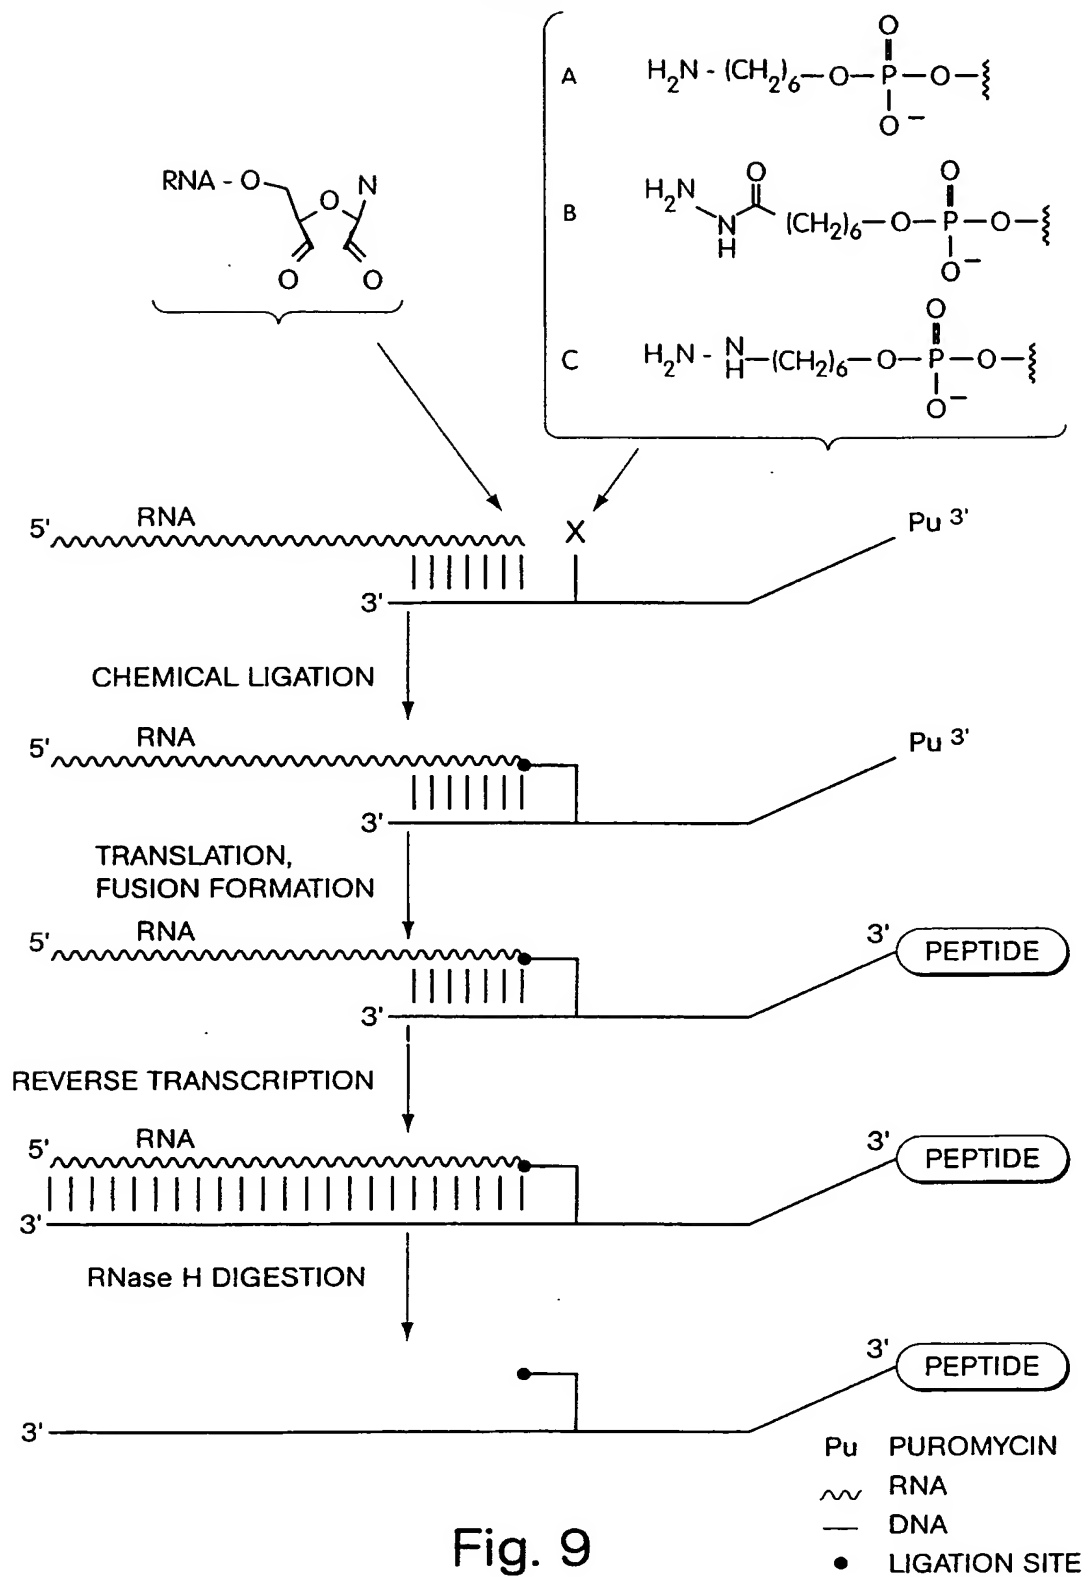 A H₂N - (CH₂)₆—O—P—O—
O
O−
RNA - O
O
N
O
O
B H₂N
N
H
O
(CH₂)₆—O—P—O—
O
O−
C H₂N - N
H
—(CH₂)₆—O—P—O—
O
O−
5' RNA
X
Pu 3'
3'
CHEMICAL LIGATION
5' RNA
Pu 3'
3'
TRANSLATION,
FUSION FORMATION
5' RNA
3' PEPTIDE
3'
REVERSE TRANSCRIPTION
5' RNA
3' PEPTIDE
3'
RNase H DIGESTION
3' PEPTIDE
3'
Pu PUROMYCIN
RNA
DNA
LIGATION SITE
Fig. 9